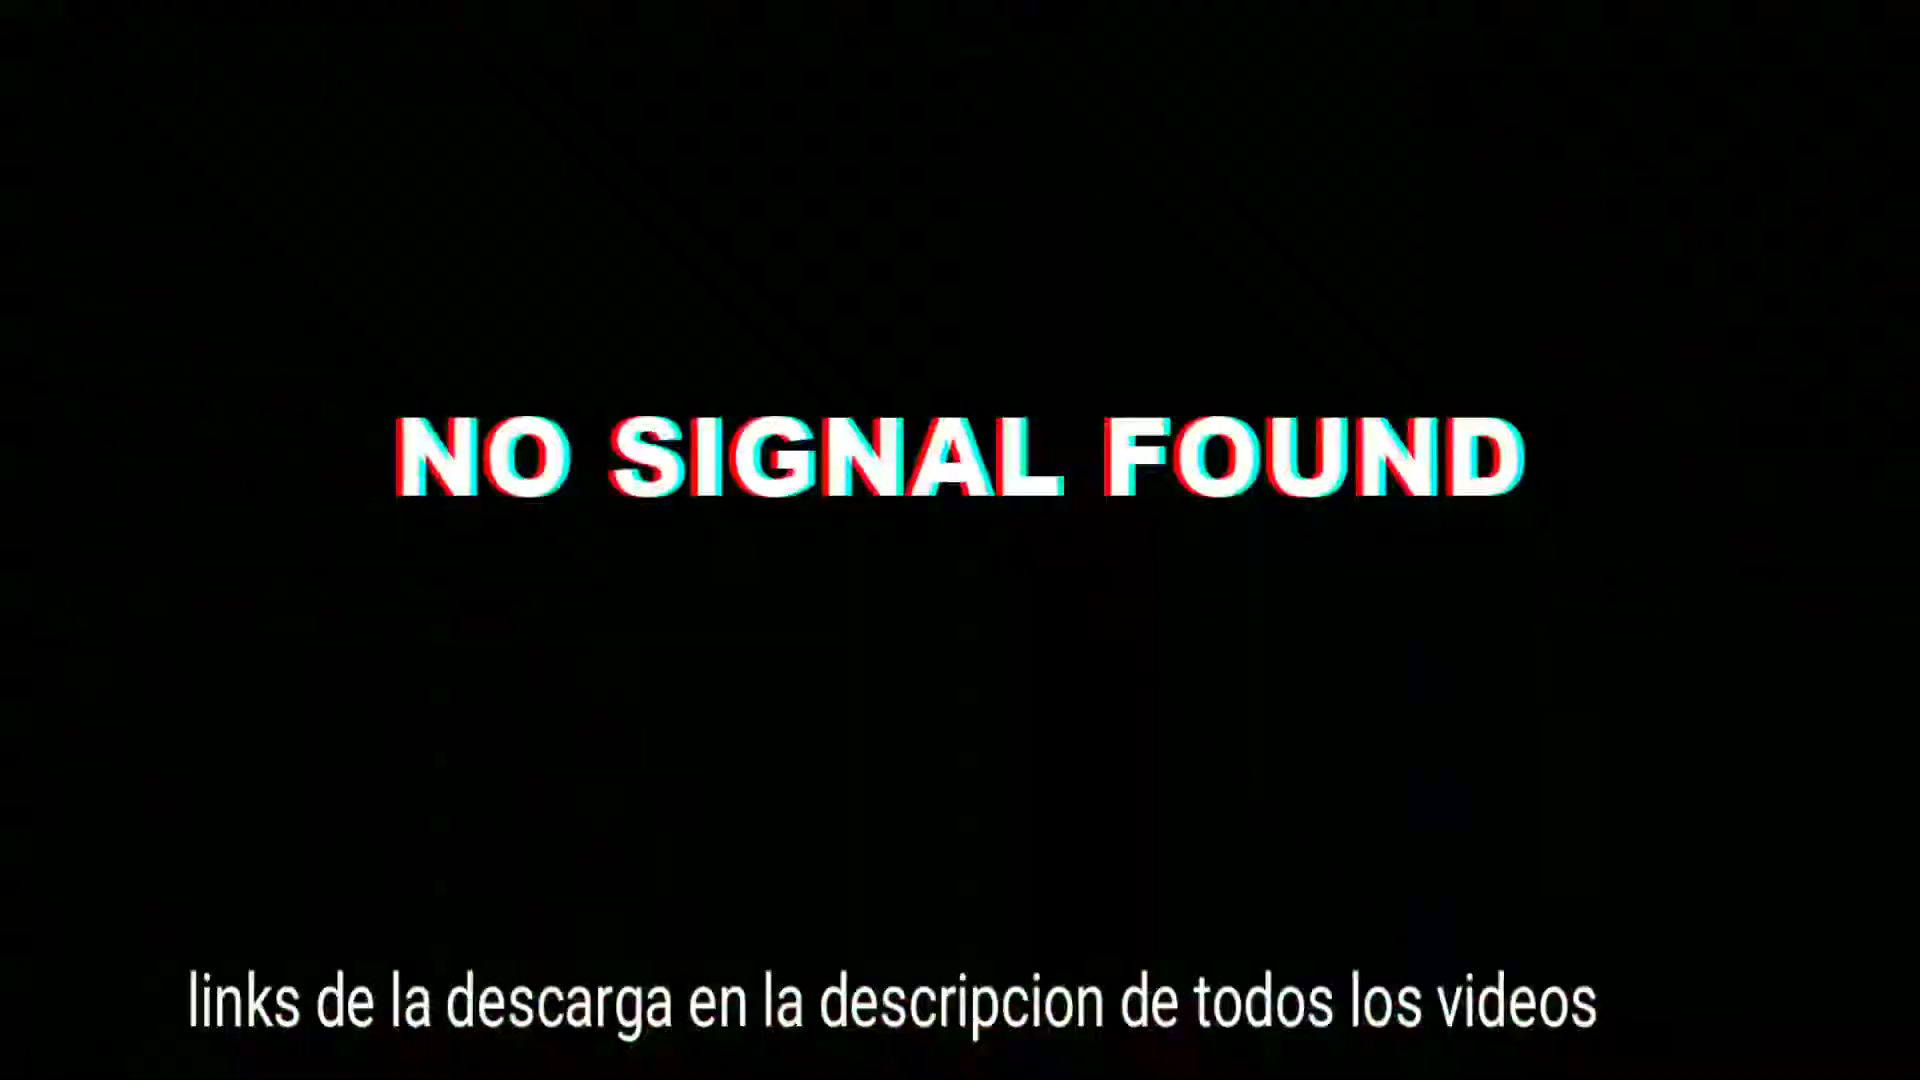 NO SIGNAL FOUND
links de la descarga en la descripcion de todos los videos